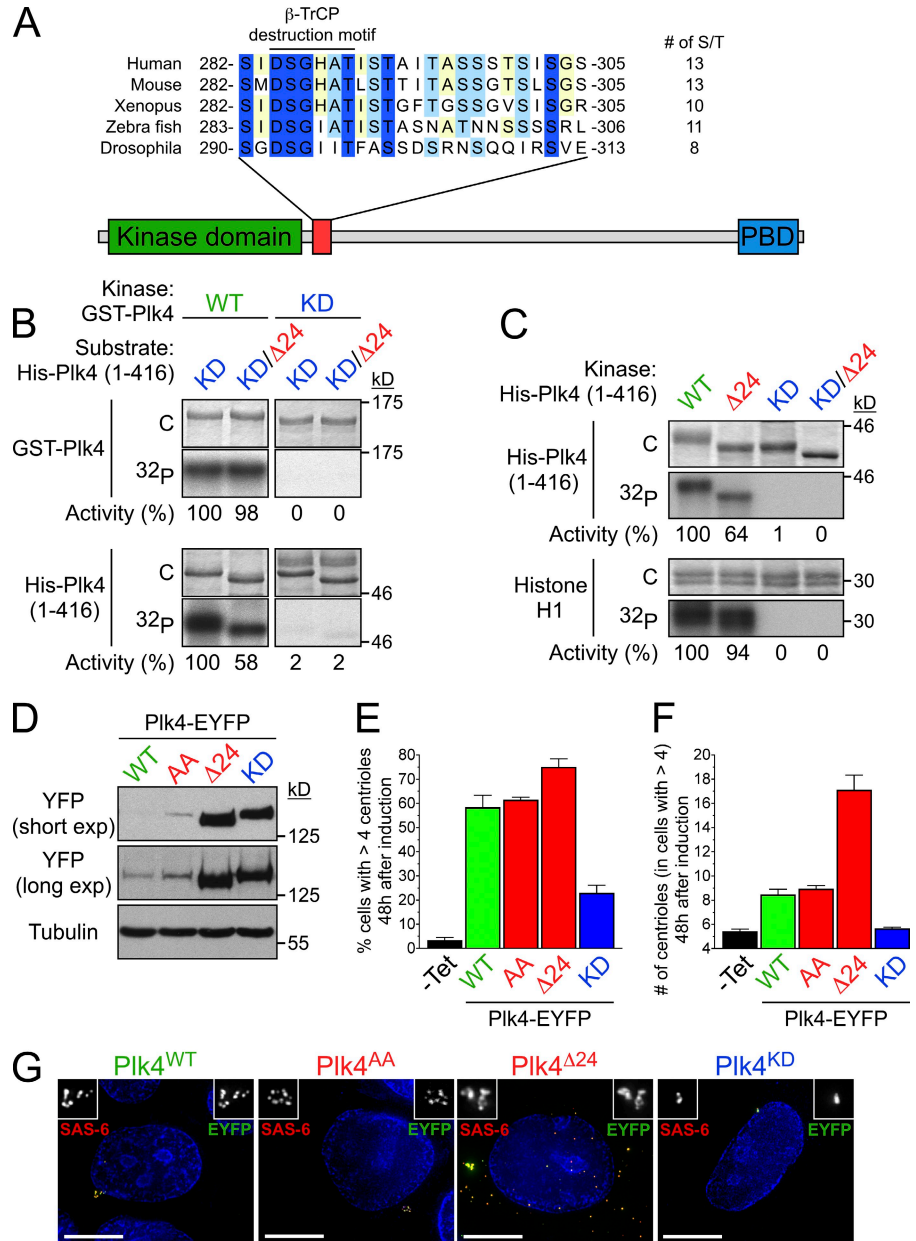 A
β-TrCP
destruction motif
# of S/T
Human 282- SIDSGHATISTAITASSSTSISGS -305 13
Mouse 282- SMDSGHATLSTTITASSGTSLSGS -305 13
Xenopus 282- SIDSGHATISTGFTGSSGVSISGR -305 10
Zebra fish 283- SIDSGIATISTASNATNNSSSSRL -306 11
Drosophila 290- SGDSGIITFASSDSRNSQQIRSVE -313 8
Kinase domain
PBD
B
Kinase:
GST-Plk4
WT KD
Substrate:
His-Plk4 (1-416)
KD KD/Δ24 KD KD/Δ24
kD
GST-Plk4
C
175
32P
175
Activity (%) 100 98 0 0
His-Plk4
(1-416)
C
46
32P
46
Activity (%) 100 58 2 2
C
Kinase:
His-Plk4 (1-416)
WT Δ24 KD KD/Δ24
kD
His-Plk4
(1-416)
C
46
32P
46
Activity (%) 100 64 1 0
Histone
H1
C
30
32P
30
Activity (%)
100 94 0 0
D
Plk4-EYFP
WT AA Δ24 KD
kD
YFP
(short exp)
125
YFP
(long exp)
125
Tubulin
55
E
% cells with > 4 centrioles
48h after induction
80
70
60
50
40
30
20
10
0
-Tet WT AA Δ24 KD
Plk4-EYFP
F
# of centrioles (in cells with > 4)
48h after induction
20
18
16
14
12
10
8
6
4
-Tet WT AA Δ24 KD
Plk4-EYFP
G
Plk4WT Plk4AA Plk4Δ24 Plk4KD
SAS-6 EYFP SAS-6 EYFP SAS-6 EYFP SAS-6 EYFP